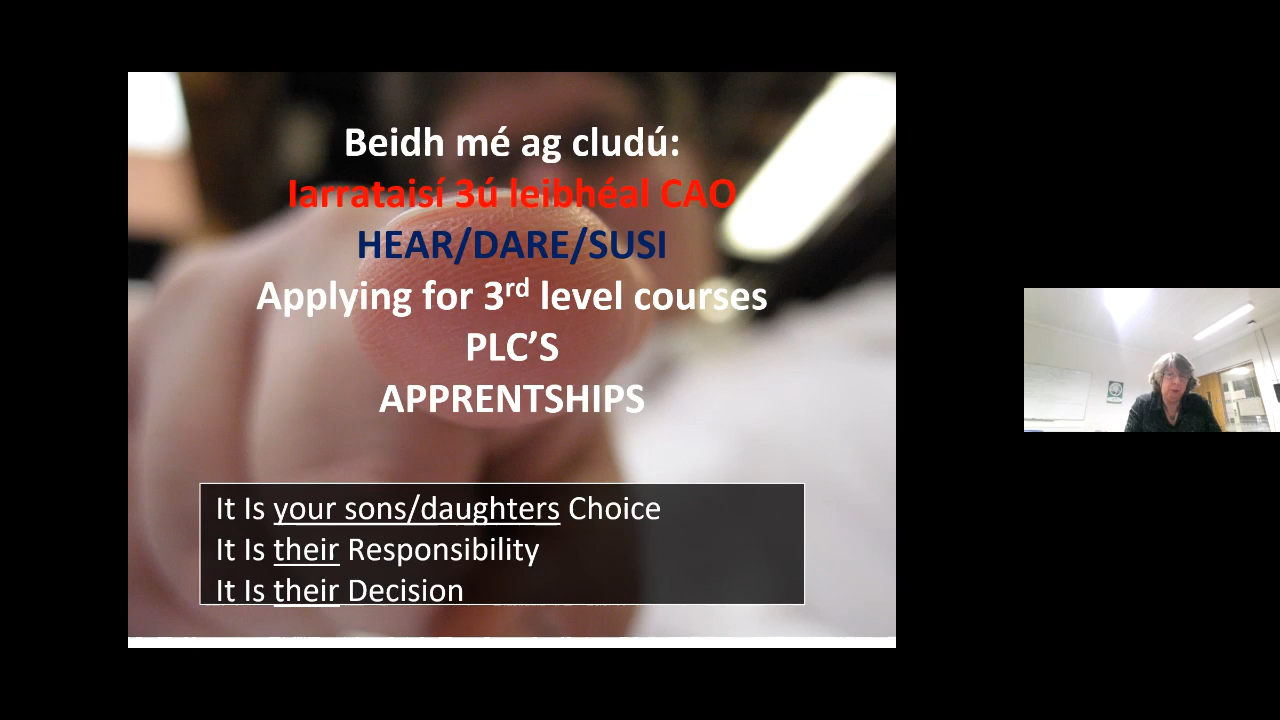 Beidh mé ag cludú:
Iarrataisí 3ú leibhéal CAO
HEAR/DARE/SUSI
Applying for 3rd level courses
PLC’S
APPRENTSHIPS
It Is your sons/daughters Choice
It Is their Responsibility
It Is their Decision